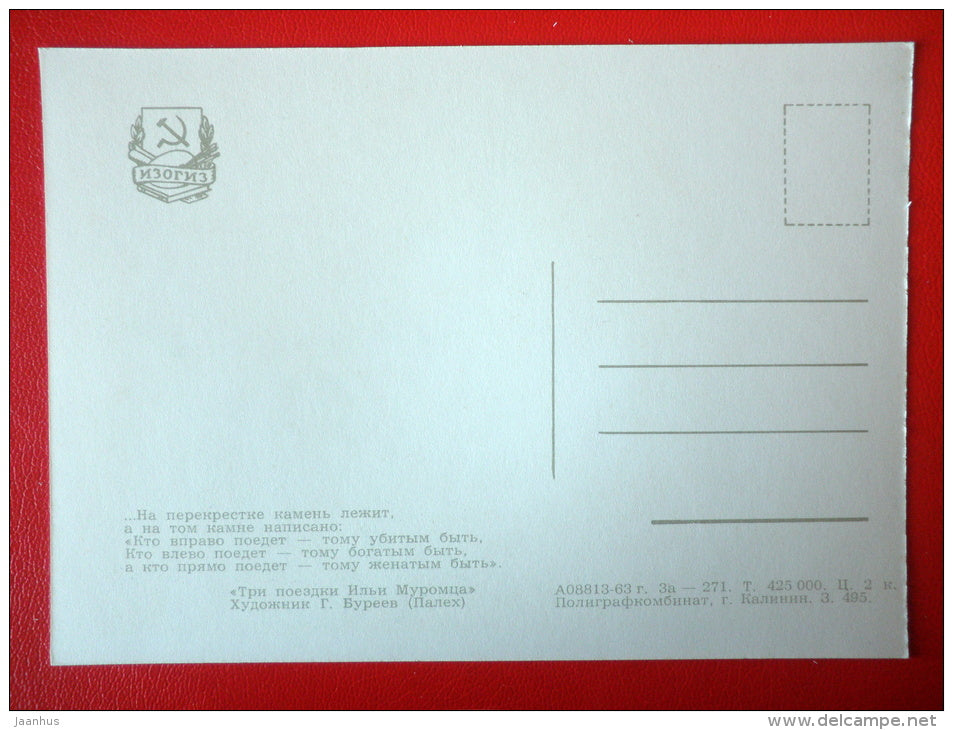 ИЗОГИЗ
...На перекрестке камень лежит,
а на том камне написано:
«Кто вправо поедет — тому убитым быть,
Кто влево поедет — тому богатым быть,
а кто прямо поедет — тому женатым быть».
«Три поездки Ильи Муромца»
Художник Г. Буреев (Палех)
А08813-63 г. За — 271. Т. 425 000. Ц. 2 к.
Полиграфкомбинат, г. Калинин. З. 495.
Jaanhus
www.delcampe.net